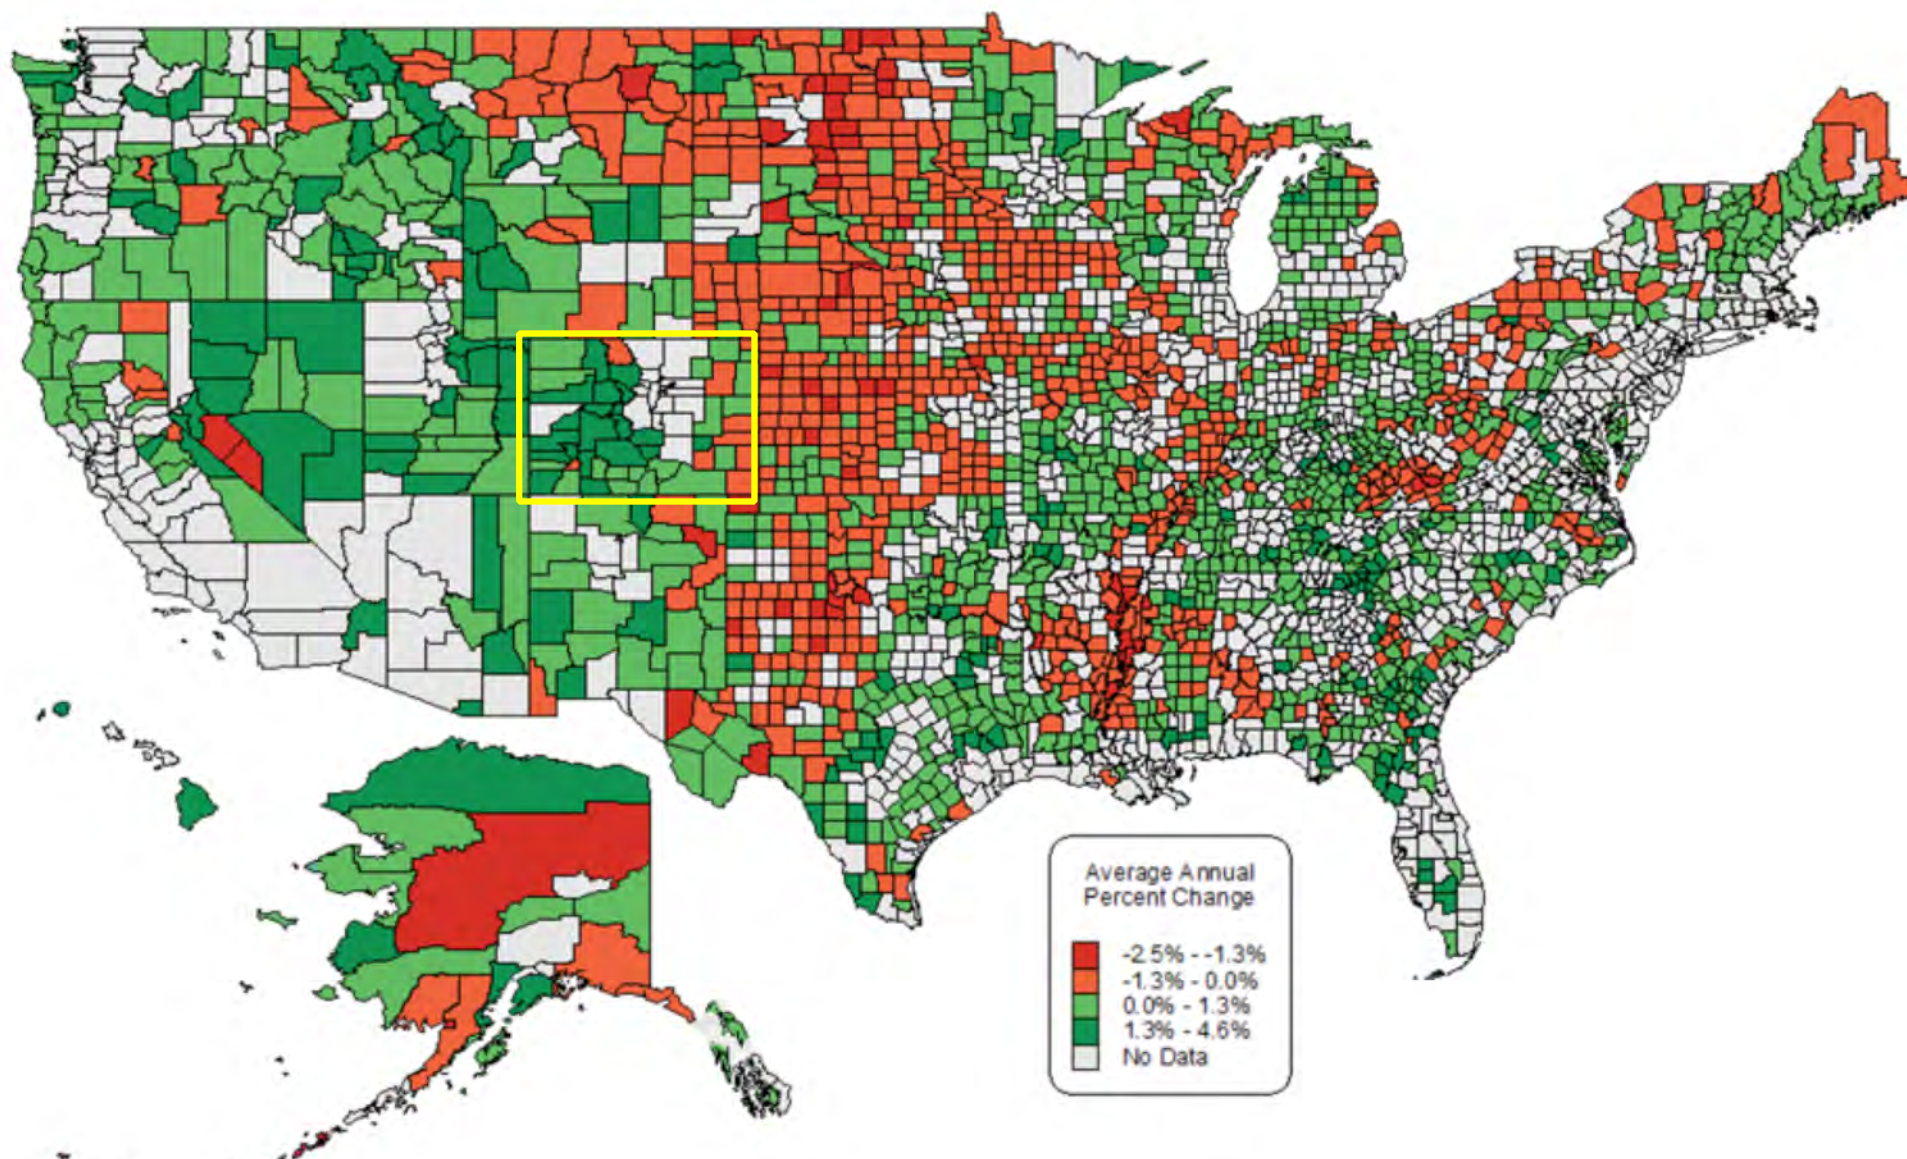 Average Annual
Percent Change
-2.5% - -1.3%
-1.3% - 0.0%
0.0% - 1.3%
1.3% - 4.6%
No Data